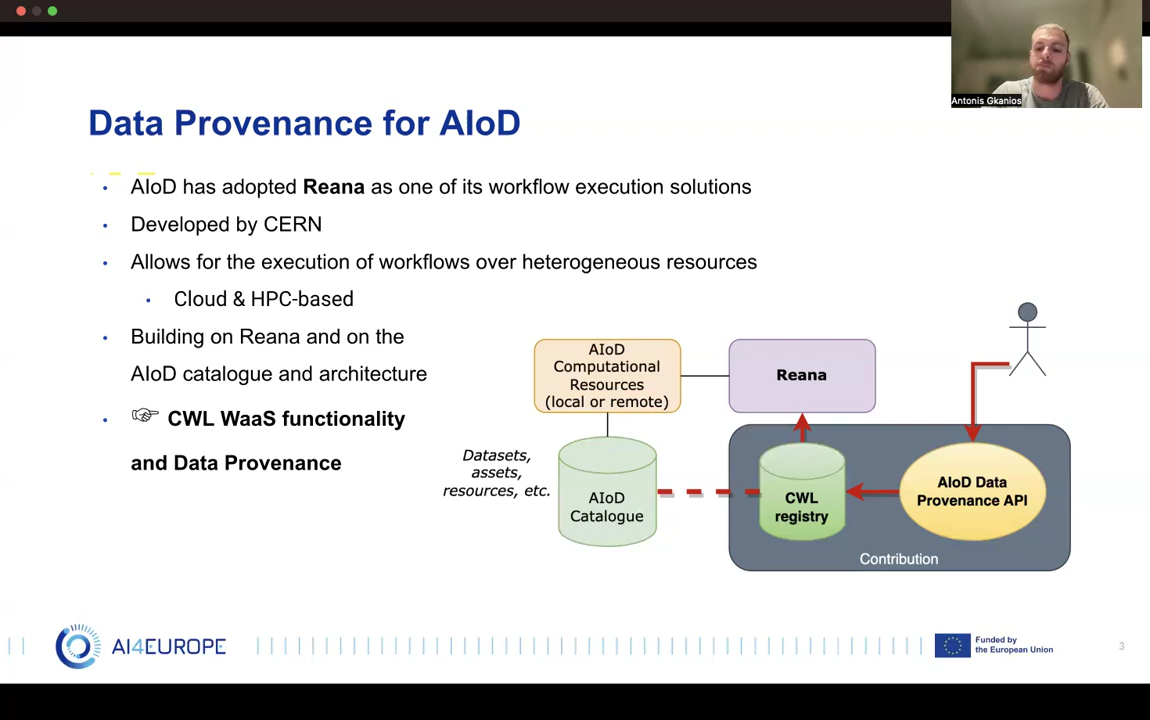 Antonis Gkanios
Data Provenance for AIoD
AIoD has adopted Reana as one of its workflow execution solutions
Developed by CERN
Allows for the execution of workflows over heterogeneous resources
Cloud & HPC-based
Building on Reana and on the
AIoD catalogue and architecture
☞ CWL WaaS functionality
and Data Provenance
AIoD
Computational
Resources
(local or remote)
Reana
Datasets,
assets,
resources, etc.
AIoD
Catalogue
CWL
registry
AIoD Data
Provenance API
Contribution
AI4EUROPE
Funded by
the European Union
3